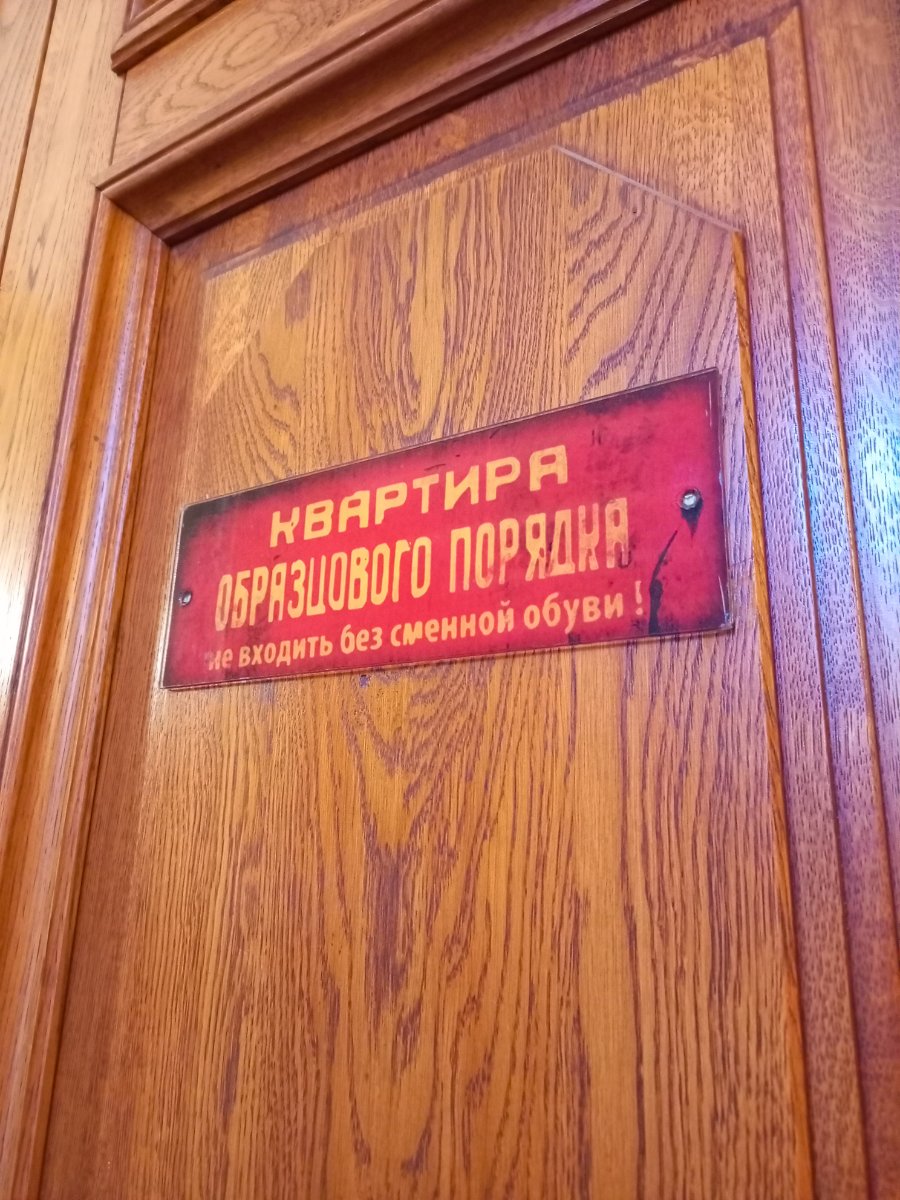 КВАРТИРА
ОБРАЗЦОВОГО ПОРЯДКА
не входить без сменной обуви!